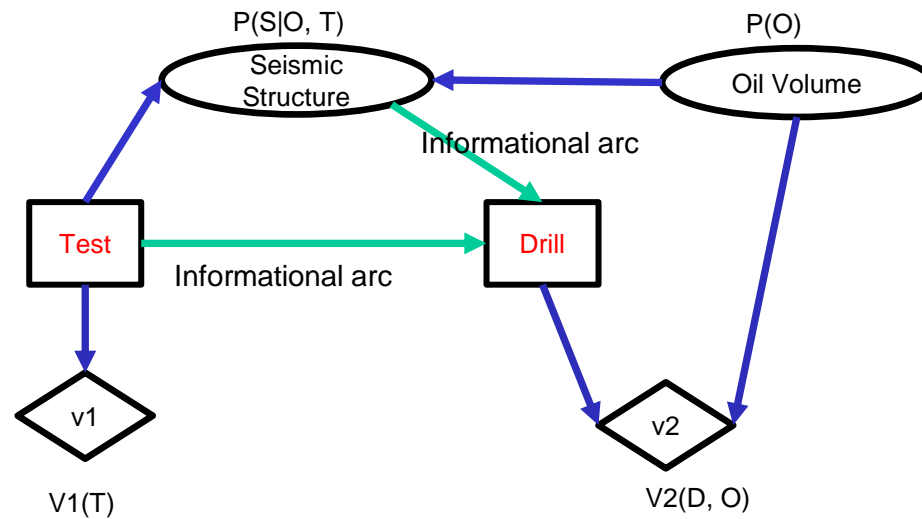 P(S|O, T)
P(O)
Seismic
Structure
Oil Volume
Informational arc
Test
Drill
Informational arc
v1
v2
V1(T)
V2(D, O)